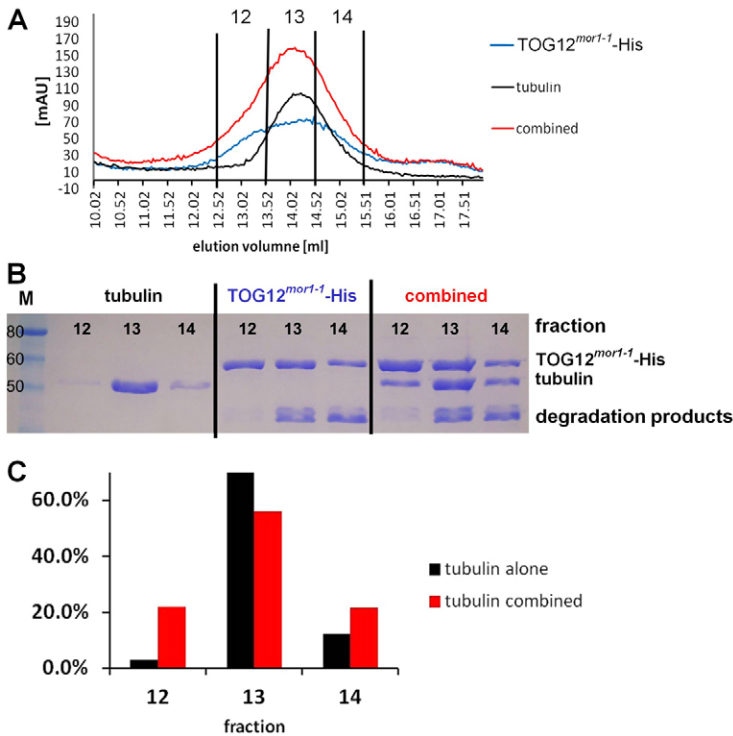 A
12 13 14
190
170
150
130
110
90
70
50
30
10
-10
[mAU]
10.02 10.52 11.02 11.52 12.02 12.52 13.02 13.52 14.02 14.52 15.02 15.51 16.01 16.51 17.01 17.51
elution volumne [ml]
TOG12mor1-1-His
tubulin
combined
B
M tubulin TOG12mor1-1-His combined
12 13 14 12 13 14 12 13 14 fraction
80
60
50
TOG12mor1-1-His
tubulin
degradation products
C
60.0%
40.0%
20.0%
0.0%
12 13 14
fraction
tubulin alone
tubulin combined